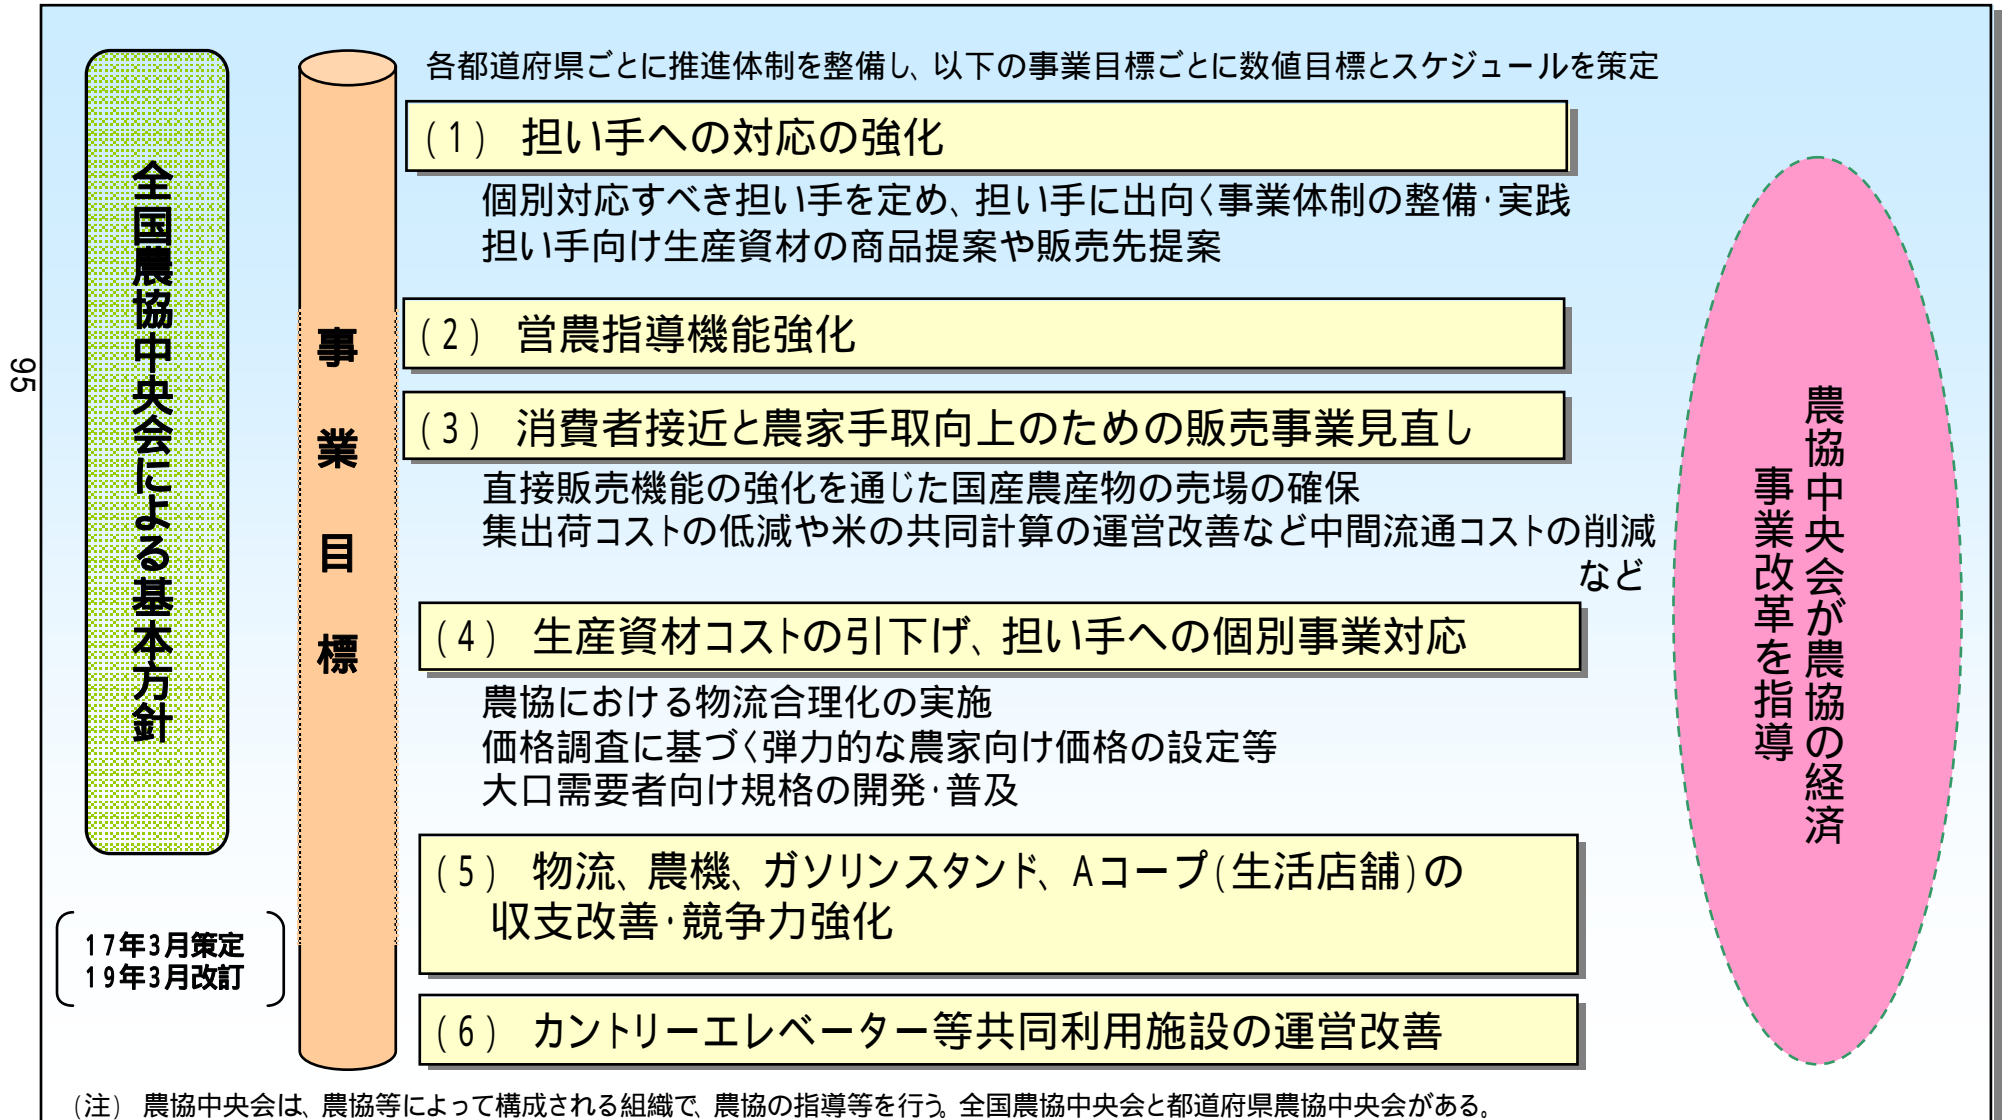 各都道府県ごとに推進体制を整備し、以下の事業目標ごとに数値目標とスケジュールを策定
全国農協中央会による基本方針
17年3月策定
19年3月改訂
事業目標
(1) 担い手への対応の強化
個別対応すべき担い手を定め、担い手に出向く事業体制の整備・実践
担い手向け生産資材の商品提案や販売先提案
(2) 営農指導機能強化
(3) 消費者接近と農家手取向上のための販売事業見直し
直接販売機能の強化を通じた国産農産物の売場の確保
集出荷コストの低減や米の共同計算の運営改善など中間流通コストの削減
など
(4) 生産資材コストの引下げ、担い手への個別事業対応
農協における物流合理化の実施
価格調査に基づく弾力的な農家向け価格の設定等
大口需要者向け規格の開発・普及
(5) 物流、農機、ガソリンスタンド、Aコープ(生活店舗)の
収支改善・競争力強化
(6) カントリーエレベーター等共同利用施設の運営改善
農協中央会が農協の経済
事業改革を指導
(注) 農協中央会は、農協等によって構成される組織で、農協の指導等を行う。全国農協中央会と都道府県農協中央会がある。
95